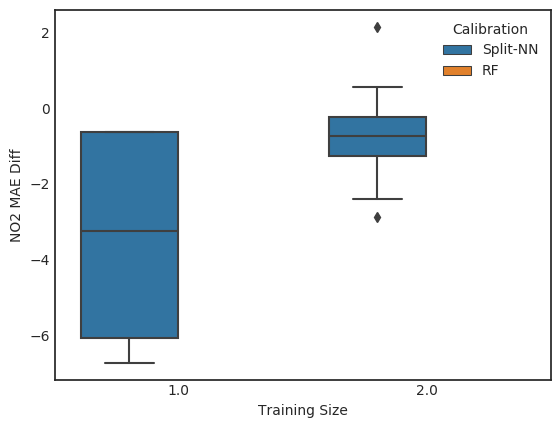 2
0
−2
−4
−6
NO2 MAE Diff
1.0
2.0
Training Size
Calibration
Split-NN
RF